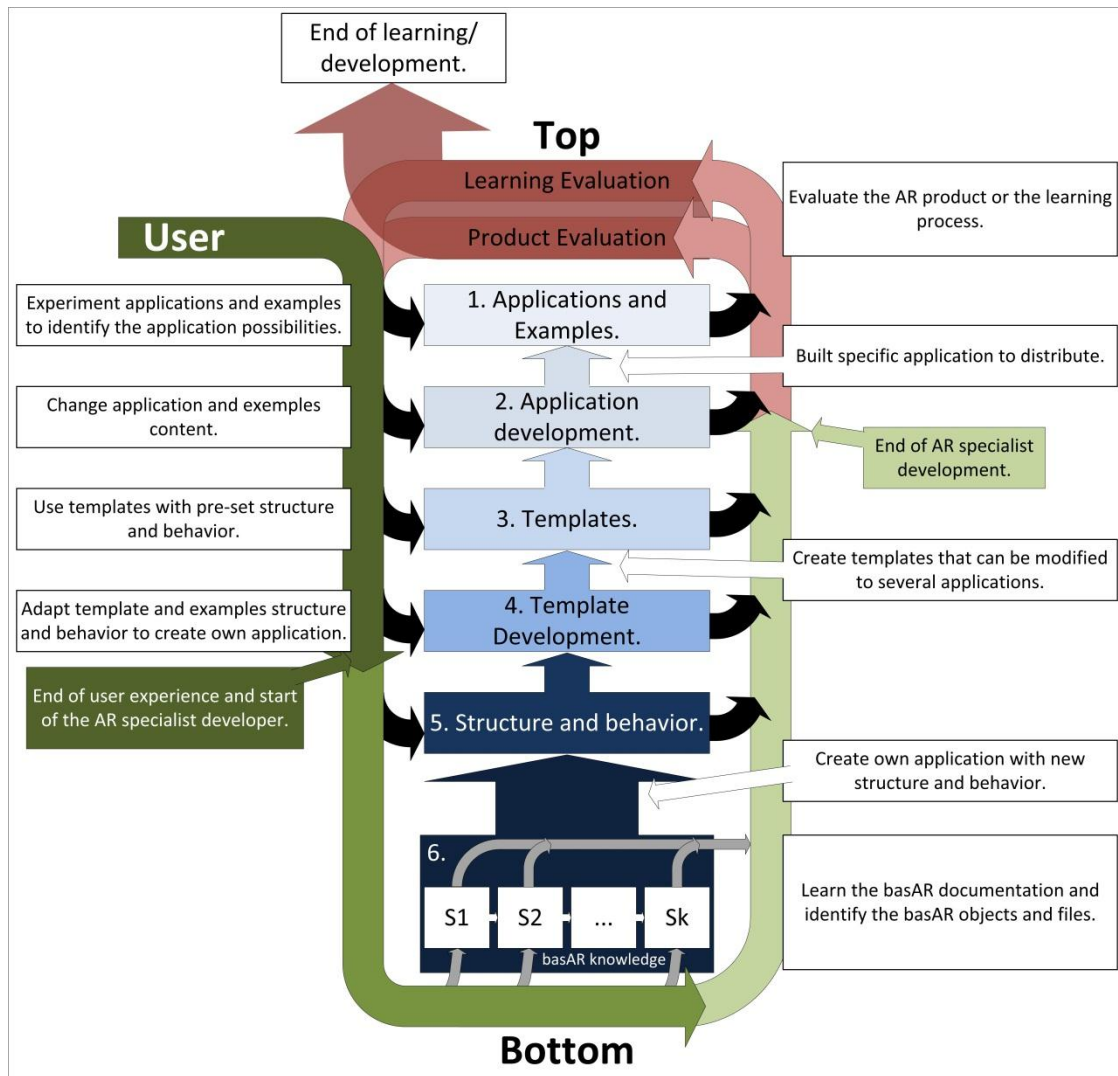 End of learning/
development.
Top
Learning Evaluation
Product Evaluation
Evaluate the AR product or the learning
process.
User
Experiment applications and examples
to identify the application possibilities.
1. Applications and
Examples.
Built specific application to distribute.
Change application and exemples
content.
2. Application
development.
End of AR specialist
development.
Use templates with pre-set structure
and behavior.
3. Templates.
Create templates that can be modified
to several applications.
Adapt template and examples structure
and behavior to create own application.
4. Template
Development.
End of user experience and start
of the AR specialist developer.
5. Structure and behavior.
Create own application with new
structure and behavior.
6.
S1
S2
...
Sk
basAR knowledge
Learn the basAR documentation and
identify the basAR objects and files.
Bottom